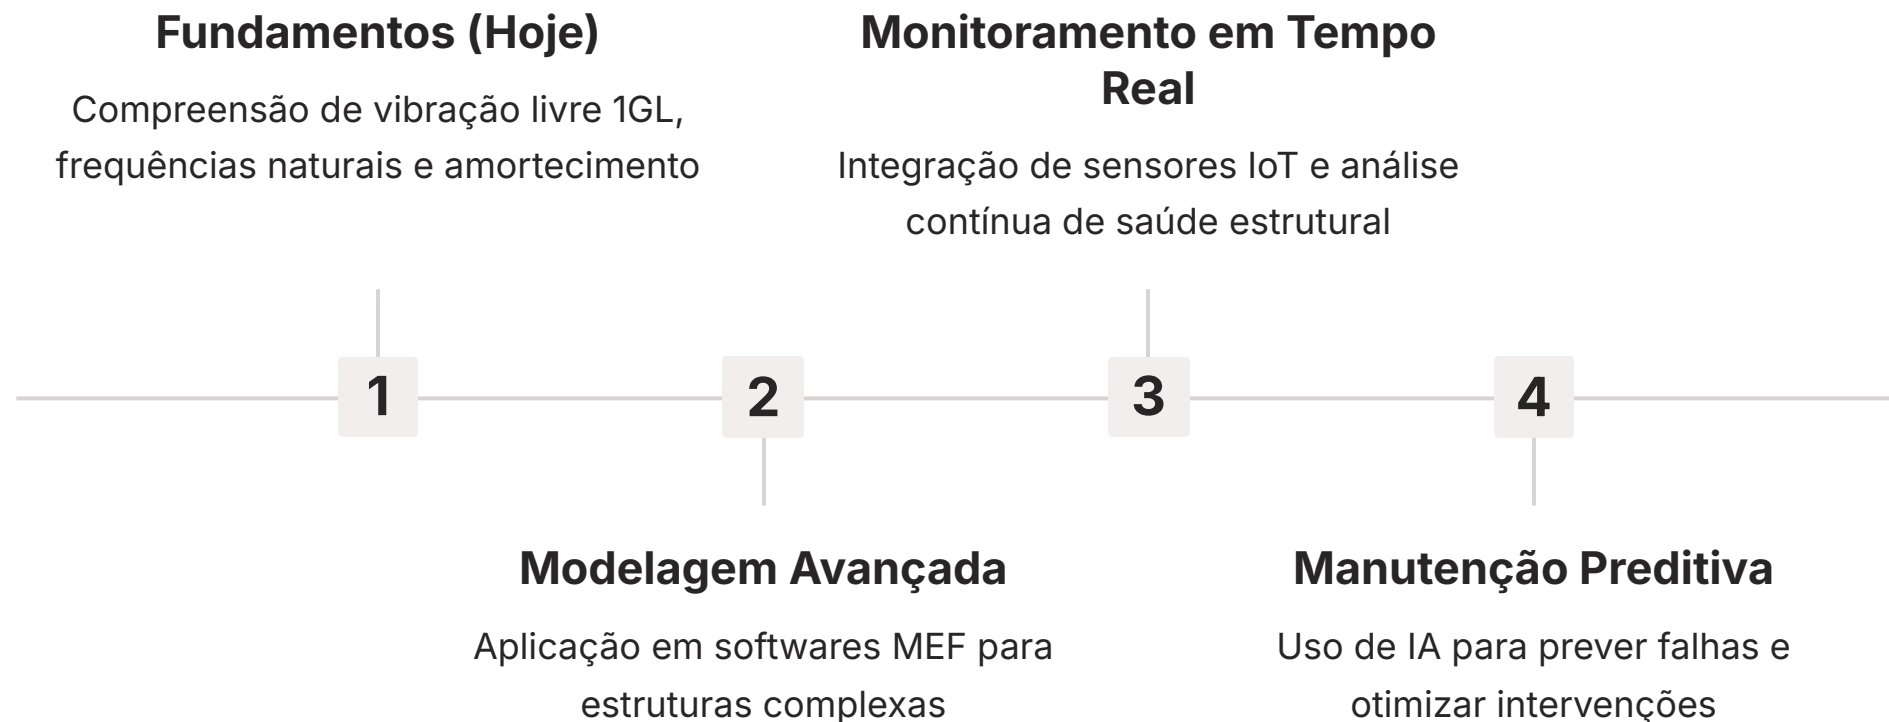 Fundamentos (Hoje)
Compreensão de vibração livre 1GL,
frequências naturais e amortecimento
Monitoramento em Tempo
Real
Integração de sensores IoT e análise
contínua de saúde estrutural
1
2
3
4
Modelagem Avançada
Aplicação em softwares MEF para
estruturas complexas
Manutenção Preditiva
Uso de IA para prever falhas e
otimizar intervenções